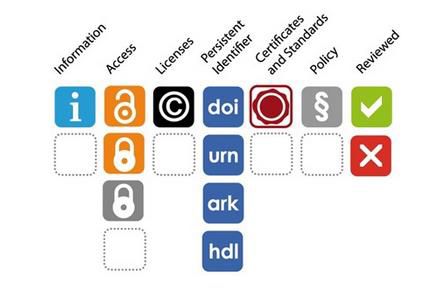 Information
Access
Licenses
Persistent
Identifier
Certificates
and Standards
Policy
Reviewed
i
©
doi
§
urn
ark
hdl